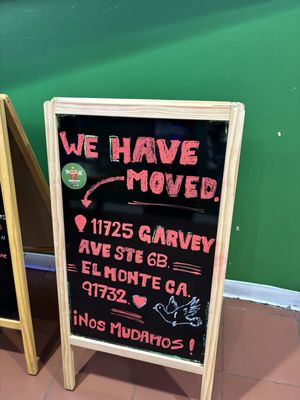 WE HAVE
MOVED.
11725 GARVEY
AVE STE 6B.
EL MONTE CA,
91732.
¡NOS MUDAMOS!